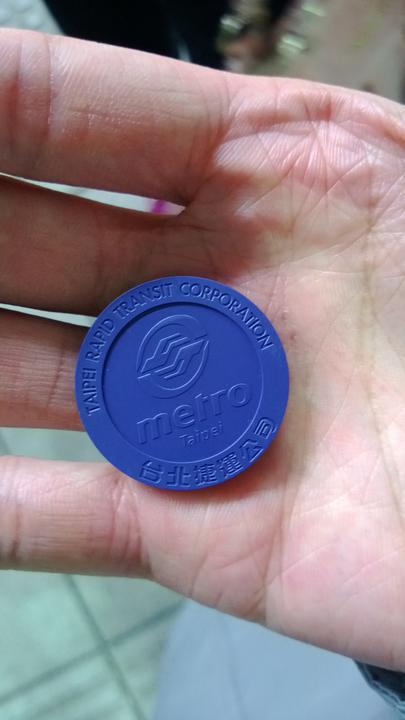 TAIPEI RAPID TRANSIT CORPORATION
metro
Taipei
台北捷運公司